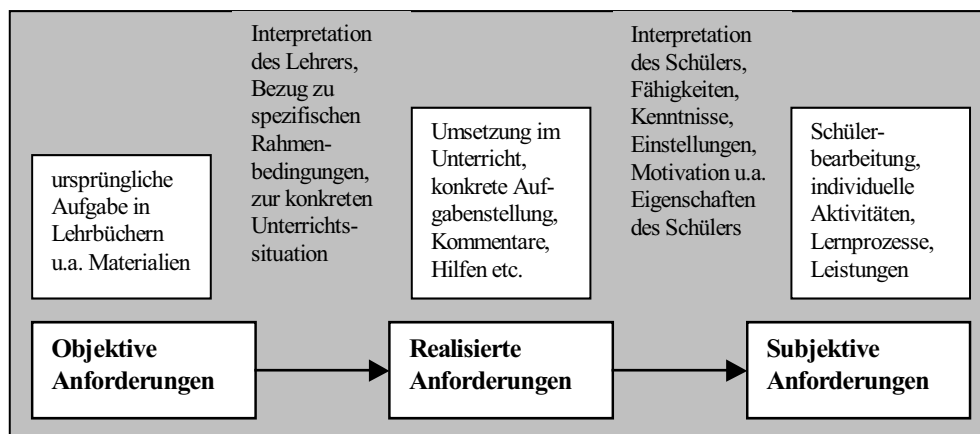 ursprüngliche
Aufgabe in
Lehrbüchern
u.a. Materialien
Interpretation
des Lehrers,
Bezug zu
spezifischen
Rahmen-
bedingungen,
zur konkreten
Unterrichts-
situation
Umsetzung im
Unterricht,
konkrete Auf-
gabenstellung,
Kommentare,
Hilfen etc.
Interpretation
des Schülers,
Fähigkeiten,
Kenntnisse,
Einstellungen,
Motivation u.a.
Eigenschaften
des Schülers
Schüler-
bearbeitung,
individuelle
Aktivitäten,
Lernprozesse,
Leistungen
Objektive
Anforderungen
Realisierte
Anforderungen
Subjektive
Anforderungen